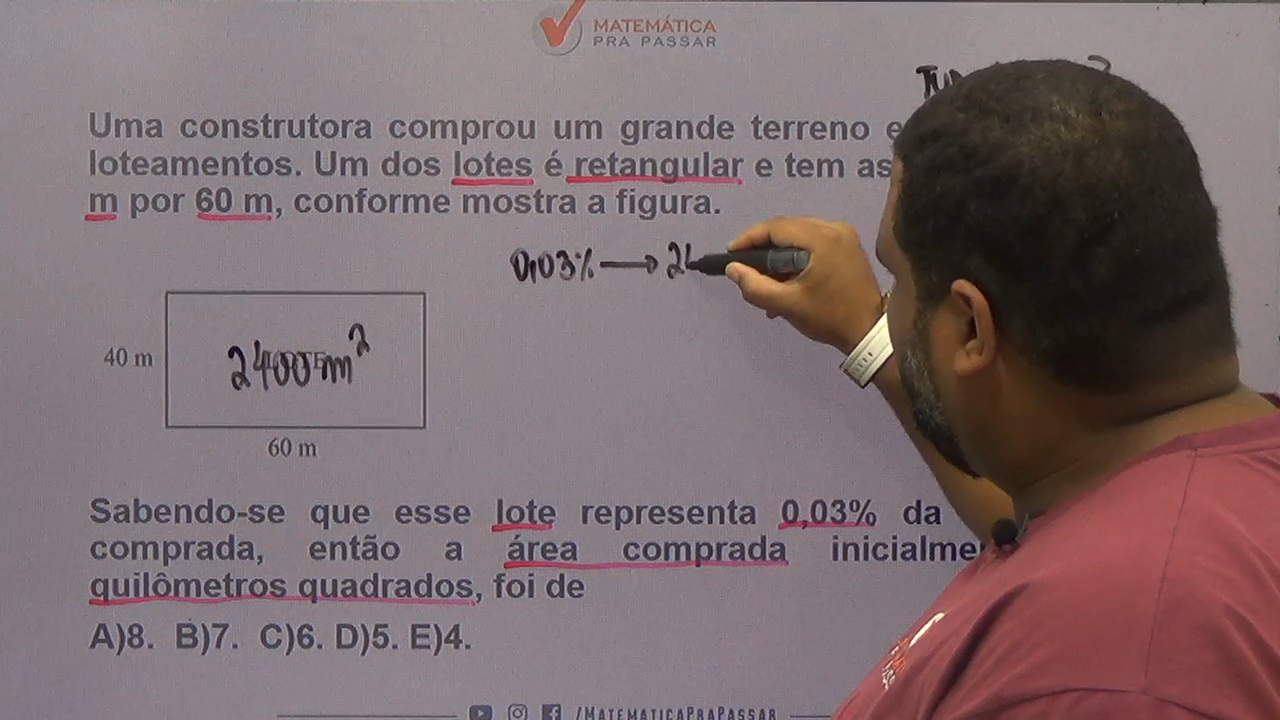 MATEMÁTICA
PRA PASSAR
Uma construtora comprou um grande terreno
loteamentos. Um dos lotes é retangular e tem as
m por 60 m, conforme mostra a figura.
0,03% → 24
40 m
2400 m²
60 m
Sabendo-se que esse lote representa 0,03% da
comprada, então a área comprada
quilômetros quadrados, foi de
A)8. B)7. C)6. D)5. E)4.
/MATEMATICAPRAPASSAR